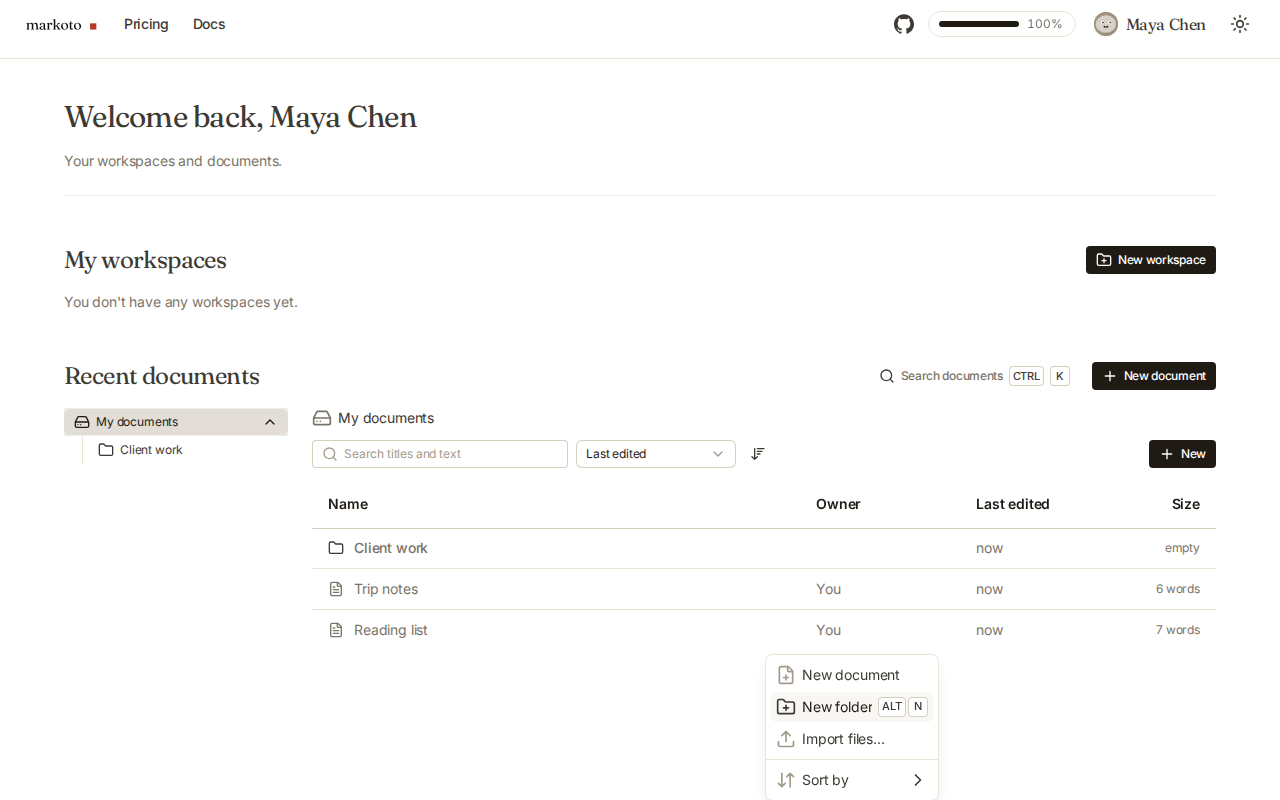 markoto Pricing Docs 100% Maya Chen
Welcome back, Maya Chen
Your workspaces and documents.
My workspaces New workspace
You don't have any workspaces yet.
Recent documents Search documents CTRL K New document
My documents
Client work
My documents
Search titles and text Last edited New
Name Owner Last edited Size
Client work now empty
Trip notes You now 6 words
Reading list You now 7 words
New document
New folder ALT N
Import files...
Sort by